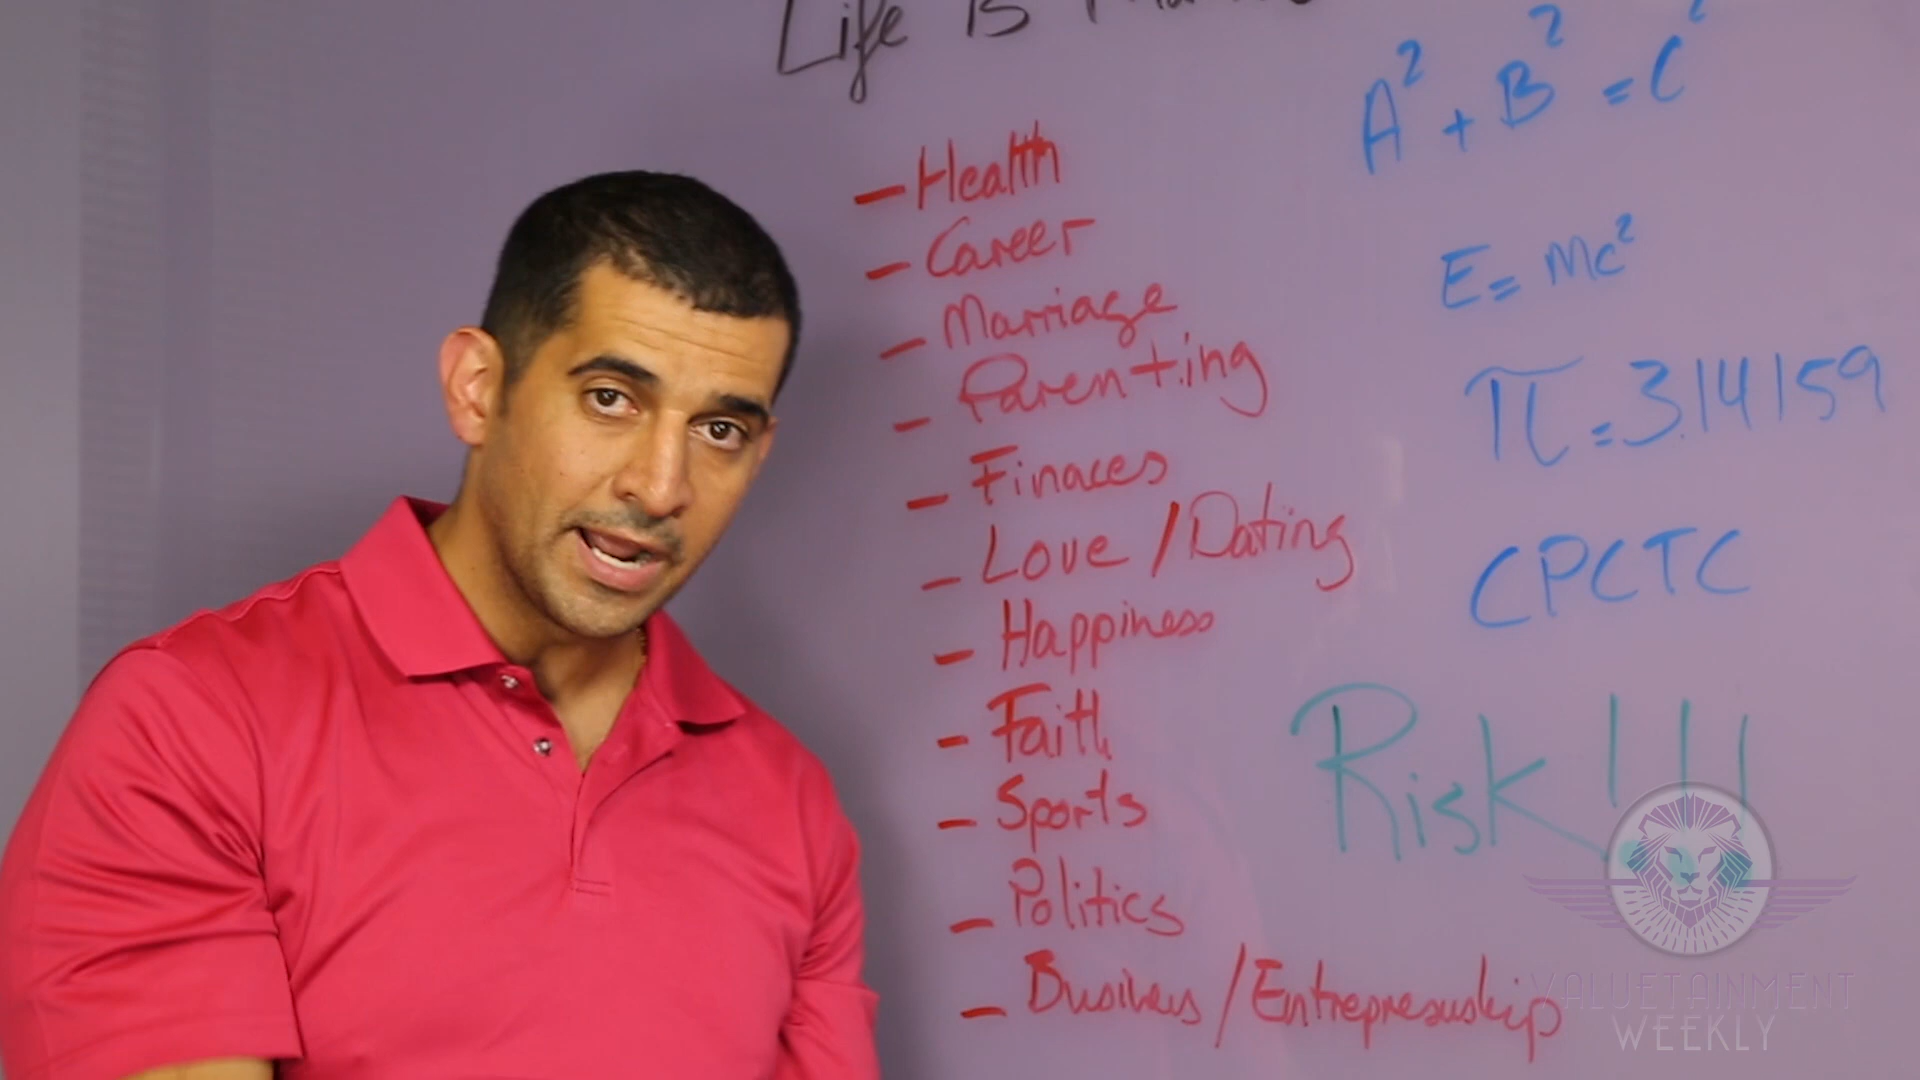 Life is
- Health
- Career
- Marriage
- Parenting
- Finaces
- Love / Dating
- Happiness
- Faith
- Sports
- Politics
- Business / Entrepreneuship
A² + B² = C²
E = Mc²
π = 3.14159
CPCTC
Risk!!!
VALUETAINMENT
WEEKLY